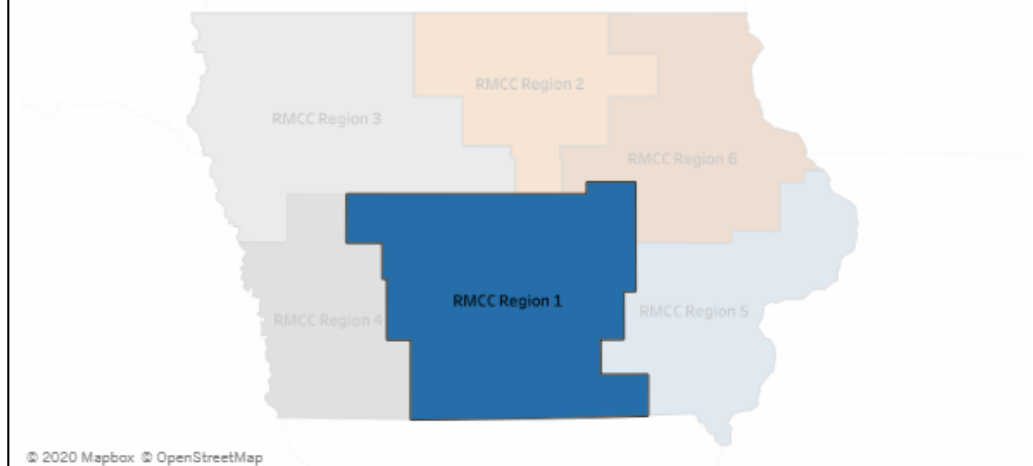 RMCC Region 2
RMCC Region 3
RMCC Region 6
RMCC Region 1
RMCC Region 5
RMCC Region 4
© 2020 Mapbox © OpenStreetMap